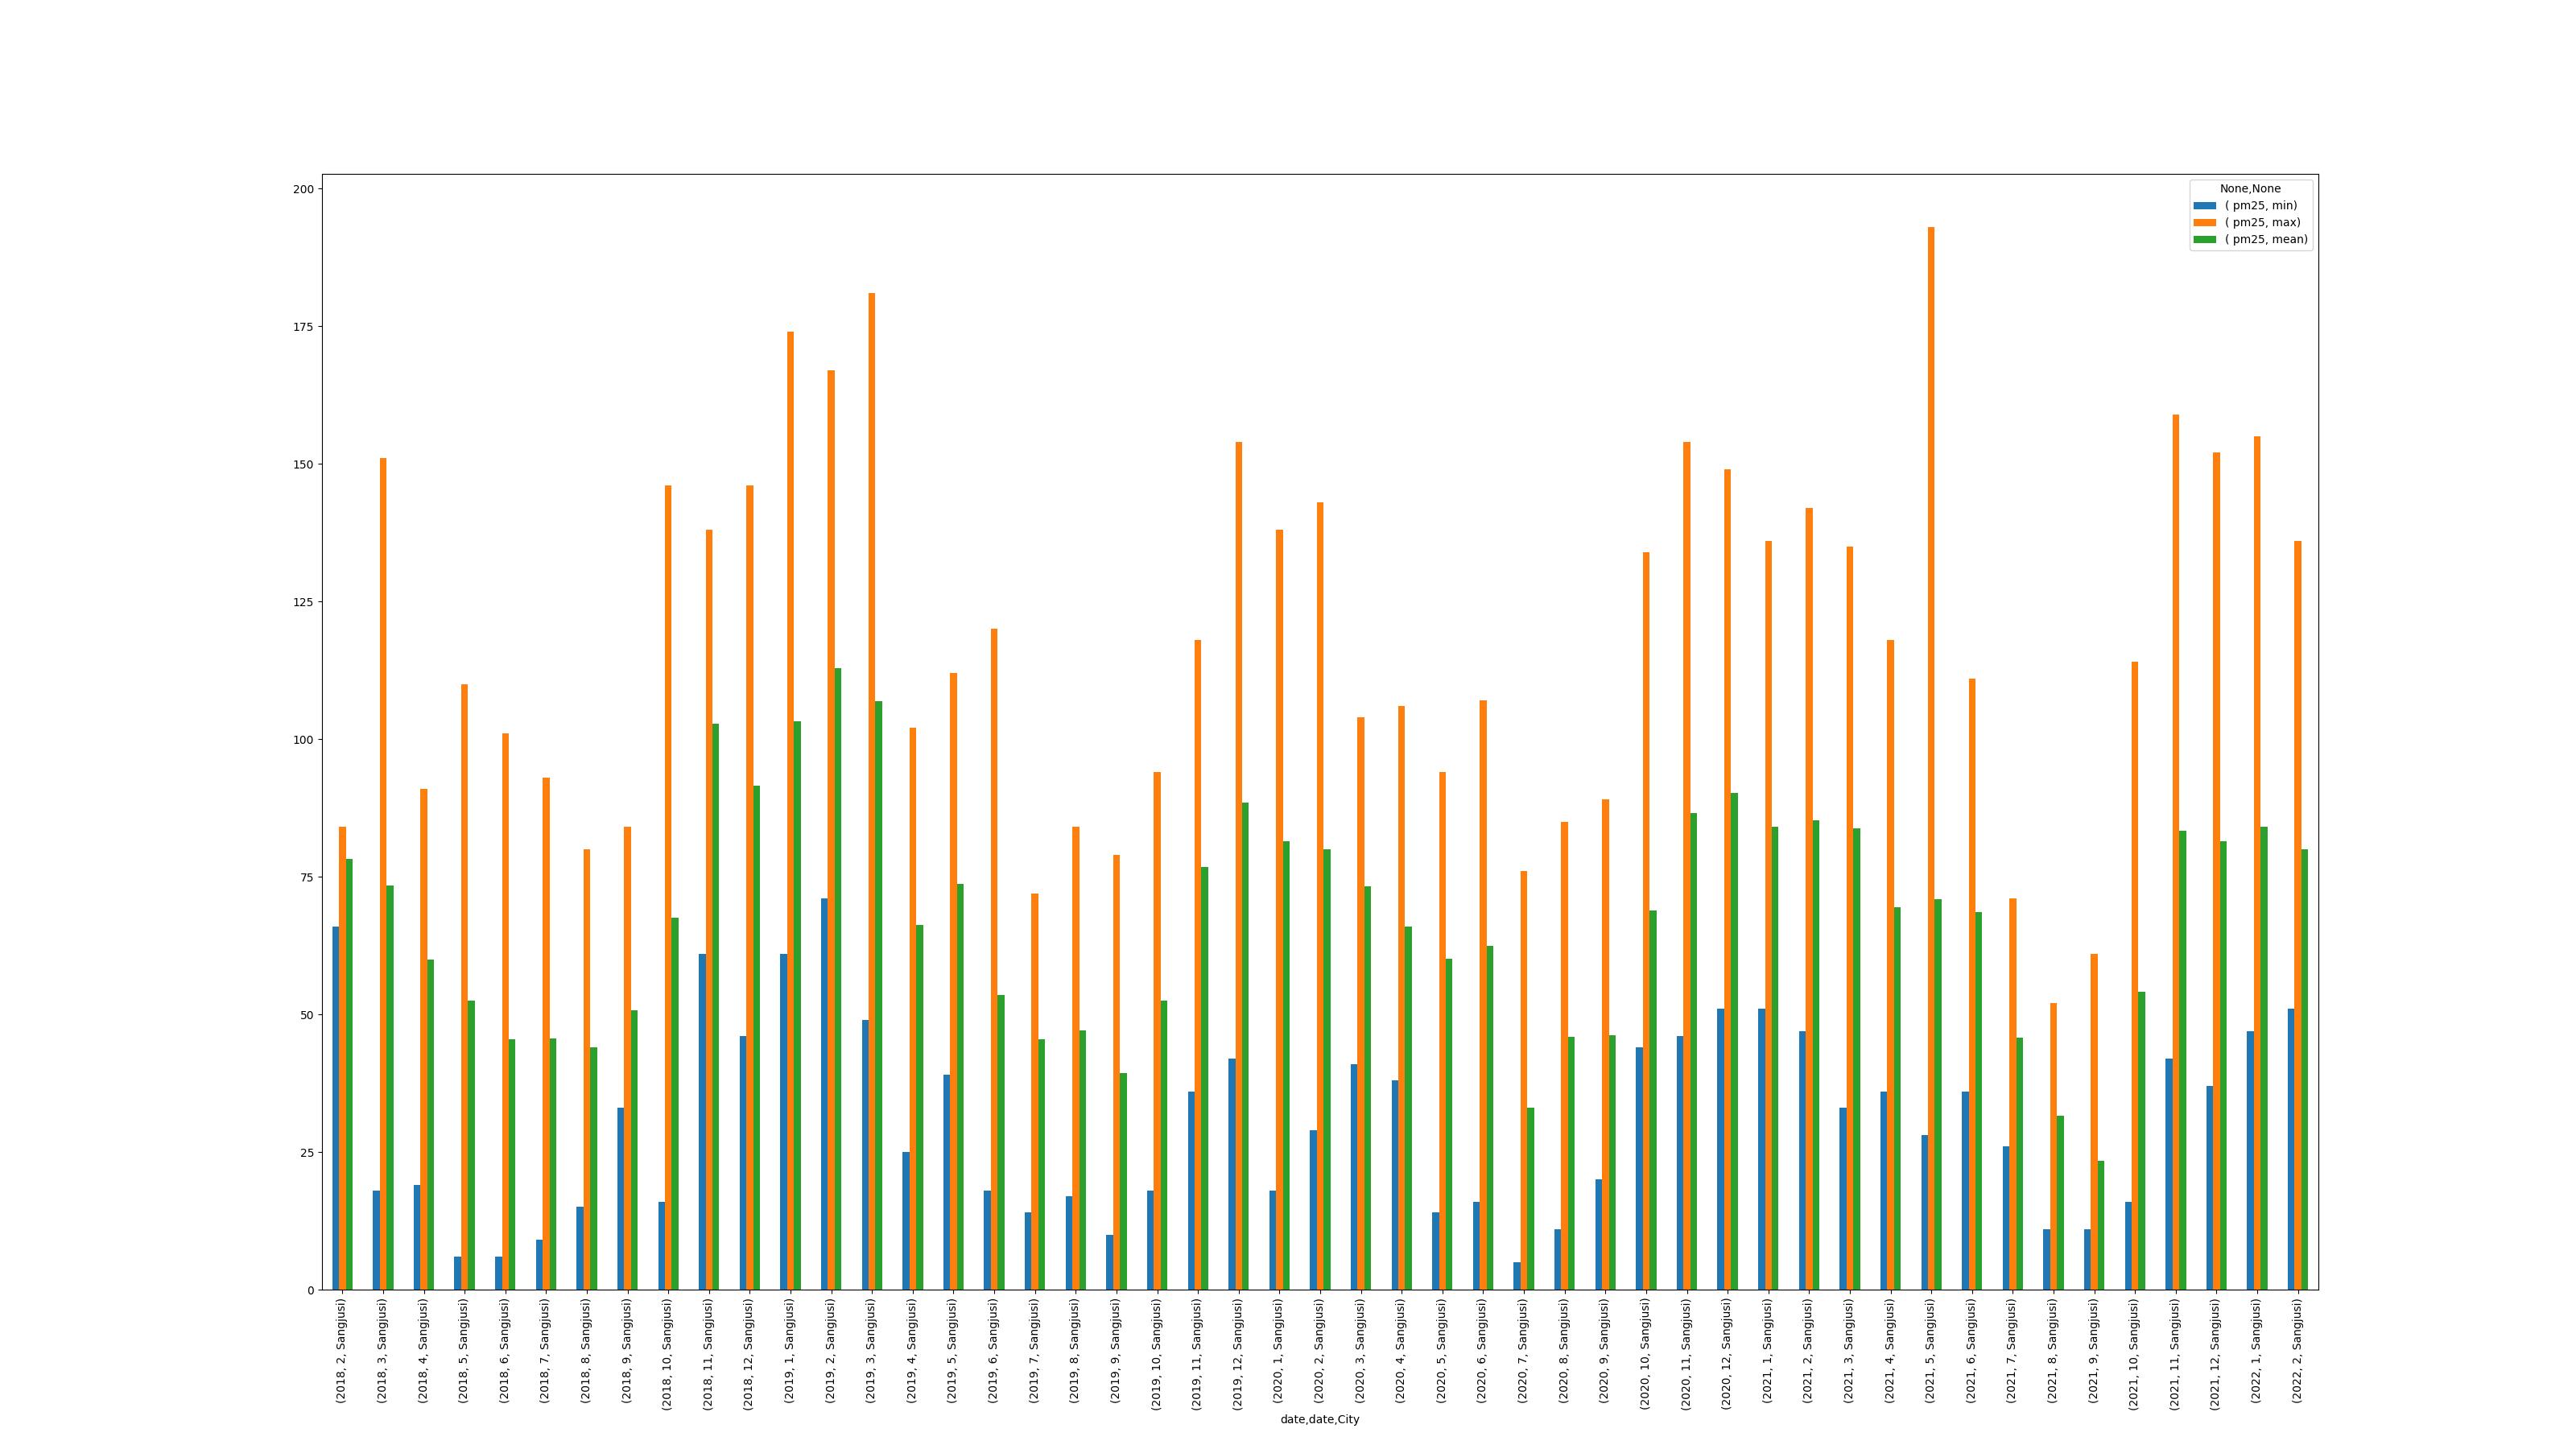 None,None
( pm25, min)
( pm25, max)
( pm25, mean)
200
175
150
125
100
75
50
25
0
(2018, 2, Sangjusi)
(2018, 3, Sangjusi)
(2018, 4, Sangjusi)
(2018, 5, Sangjusi)
(2018, 6, Sangjusi)
(2018, 7, Sangjusi)
(2018, 8, Sangjusi)
(2018, 9, Sangjusi)
(2018, 10, Sangjusi)
(2018, 11, Sangjusi)
(2018, 12, Sangjusi)
(2019, 1, Sangjusi)
(2019, 2, Sangjusi)
(2019, 3, Sangjusi)
(2019, 4, Sangjusi)
(2019, 5, Sangjusi)
(2019, 6, Sangjusi)
(2019, 7, Sangjusi)
(2019, 8, Sangjusi)
(2019, 9, Sangjusi)
(2019, 10, Sangjusi)
(2019, 11, Sangjusi)
(2019, 12, Sangjusi)
(2020, 1, Sangjusi)
(2020, 2, Sangjusi)
(2020, 3, Sangjusi)
(2020, 4, Sangjusi)
(2020, 5, Sangjusi)
(2020, 6, Sangjusi)
(2020, 7, Sangjusi)
(2020, 8, Sangjusi)
(2020, 9, Sangjusi)
(2020, 10, Sangjusi)
(2020, 11, Sangjusi)
(2020, 12, Sangjusi)
(2021, 1, Sangjusi)
(2021, 2, Sangjusi)
(2021, 3, Sangjusi)
(2021, 4, Sangjusi)
(2021, 5, Sangjusi)
(2021, 6, Sangjusi)
(2021, 7, Sangjusi)
(2021, 8, Sangjusi)
(2021, 9, Sangjusi)
(2021, 10, Sangjusi)
(2021, 11, Sangjusi)
(2021, 12, Sangjusi)
(2022, 1, Sangjusi)
(2022, 2, Sangjusi)
date,date,City